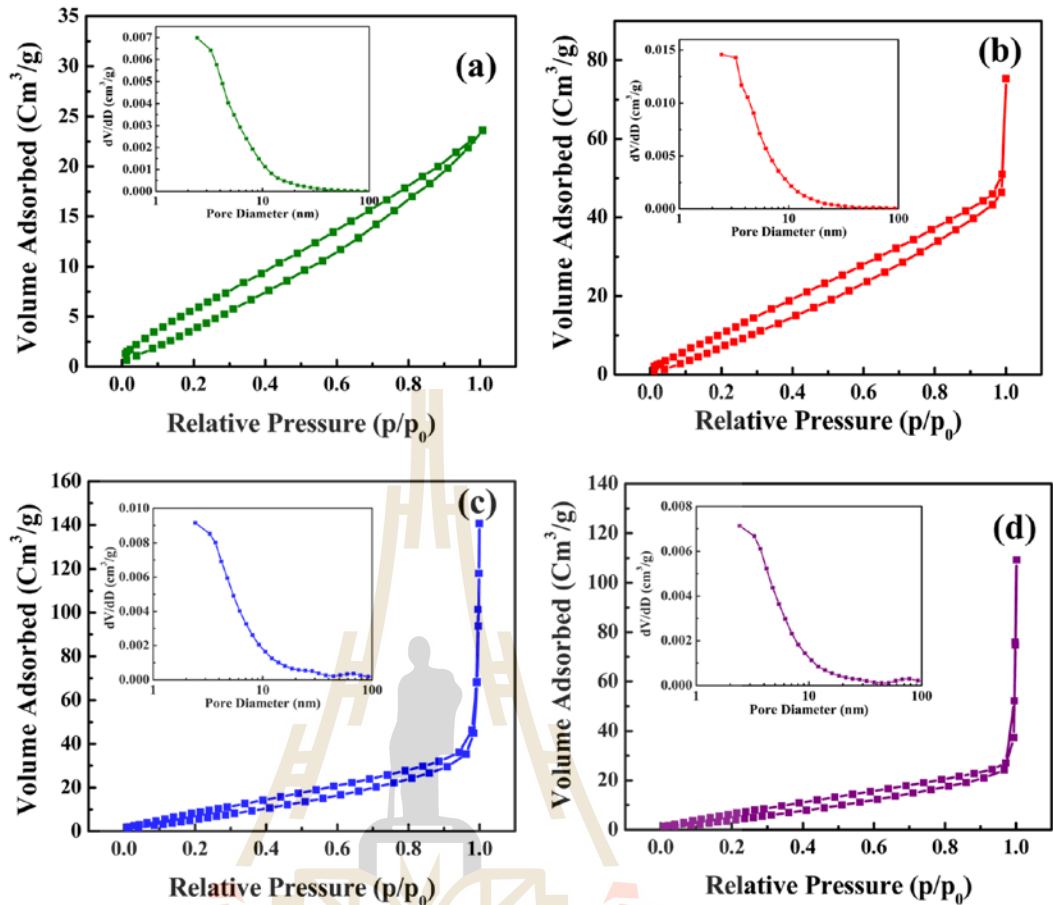 (a)
Volume Adsorbed (Cm³/g)
35
30
25
20
15
10
5
0
0.0 0.2 0.4 0.6 0.8 1.0
Relative Pressure (p/p₀)
dV/dD (cm³/g)
0.007
0.006
0.005
0.004
0.003
0.002
0.001
0.000
1 10 100
Pore Diameter (nm)
(b)
Volume Adsorbed (Cm³/g)
80
60
40
20
0
0.0 0.2 0.4 0.6 0.8 1.0
Relative Pressure (p/p₀)
dV/dD (cm³/g)
0.015
0.010
0.005
0.000
1 10 100
Pore Diameter (nm)
(c)
Volume Adsorbed (Cm³/g)
160
140
120
100
80
60
40
20
0
0.0 0.2 0.4 0.6 0.8 1.0
Relative Pressure (p/p₀)
dV/dD (cm³/g)
0.010
0.008
0.006
0.004
0.002
0.000
1 10 100
Pore Diameter (nm)
(d)
Volume Adsorbed (Cm³/g)
140
120
100
80
60
40
20
0
0.0 0.2 0.4 0.6 0.8 1.0
Relative Pressure (p/p₀)
dV/dD (cm³/g)
0.008
0.006
0.004
0.002
0.000
1 10 100
Pore Diameter (nm)